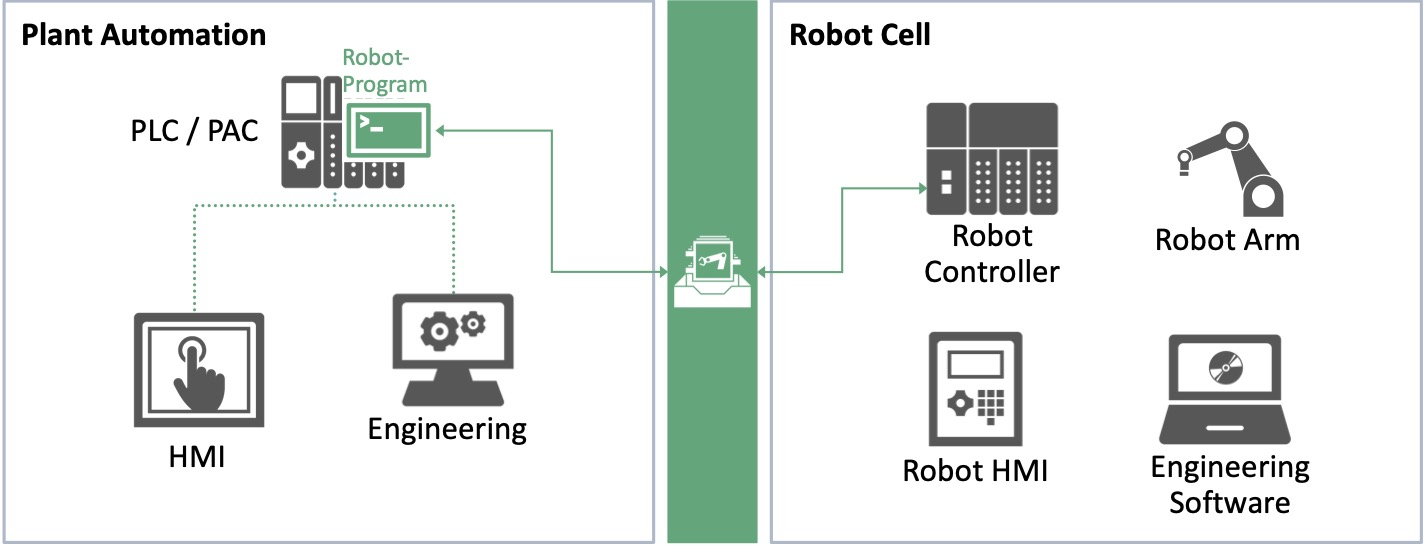 Plant Automation
Robot-
Program
PLC / PAC
>_
HMI
Engineering
Robot Cell
Robot
Controller
Robot Arm
Robot HMI
Engineering
Software